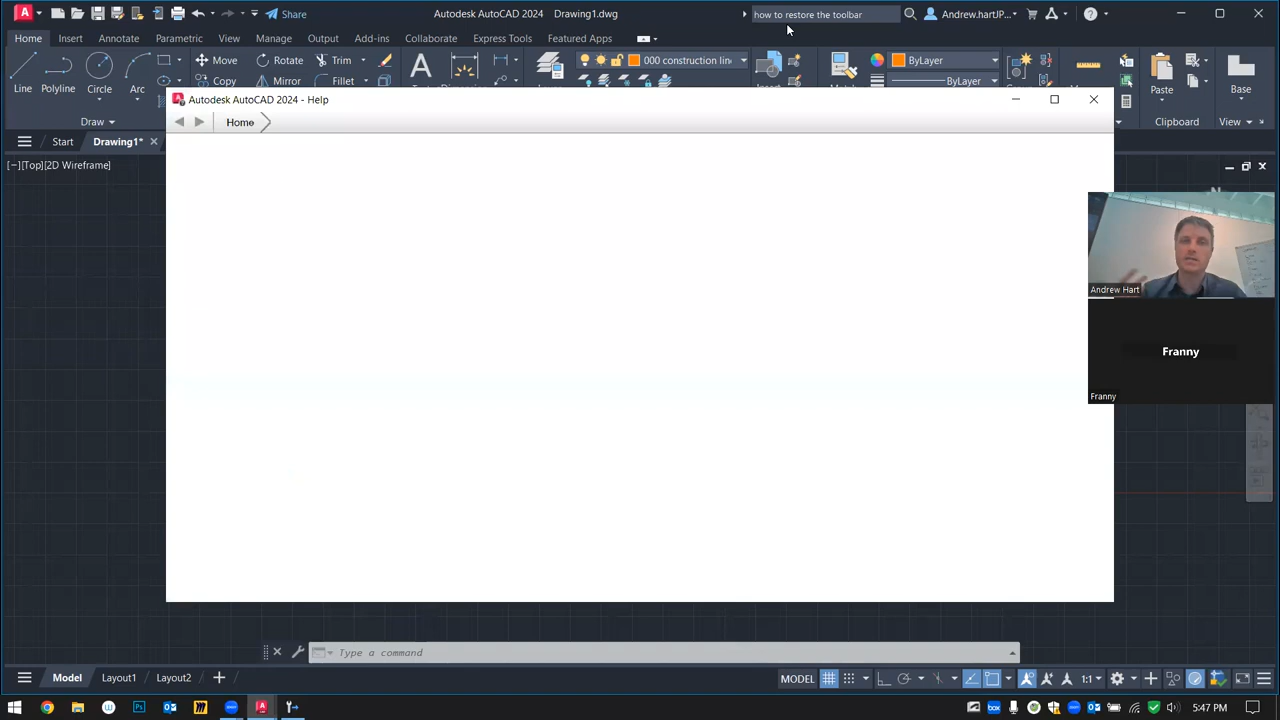 Share
Autodesk AutoCAD 2024 Drawing1.dwg
how to restore the toolbar
Andrew.hartJP...
Home Insert Annotate Parametric View Manage Output Add-ins Collaborate Express Tools Featured Apps
Line
Polyline
Circle
Arc
Move Rotate Trim
Copy Mirror Fillet
000 construction line
ByLayer
ByLayer
Paste
Base
Draw
Clipboard
View
Autodesk AutoCAD 2024 - Help
Home
Start Drawing1*
[−][Top][2D Wireframe]
N
Andrew Hart
Franny
Franny
Type a command
Model Layout1 Layout2
MODEL
1:1
5:47 PM